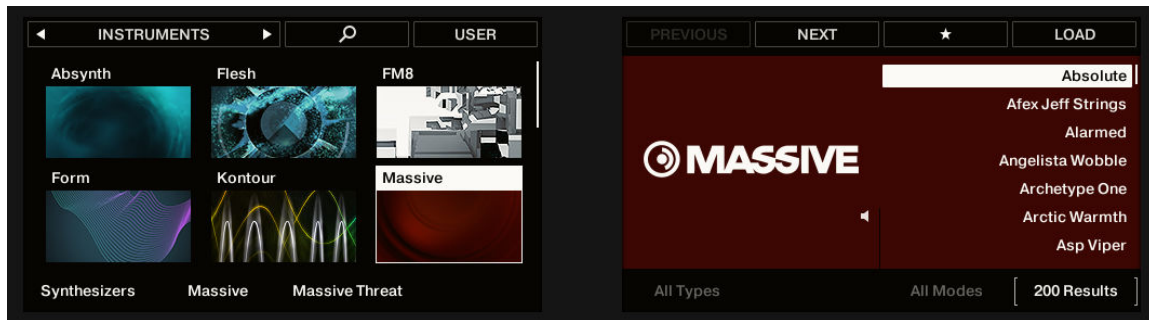 INSTRUMENTS USER
Absynth Flesh FM8
Form Kontour Massive
Synthesizers Massive Massive Threat
PREVIOUS NEXT ★ LOAD
MASSIVE
Absolute
Afex Jeff Strings
Alarmed
Angelista Wobble
Archetype One
Arctic Warmth
Asp Viper
All Types All Modes 200 Results